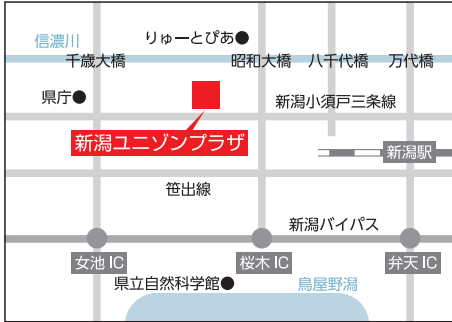 信濃川
りゅーとぴあ
千歳大橋
昭和大橋
八千代橋
万代橋
県庁
新潟小須戸三条線
新潟ユニゾンプラザ
新潟駅
笹出線
新潟バイパス
女池 IC
桜木 IC
弁天 IC
県立自然科学館
鳥屋野潟